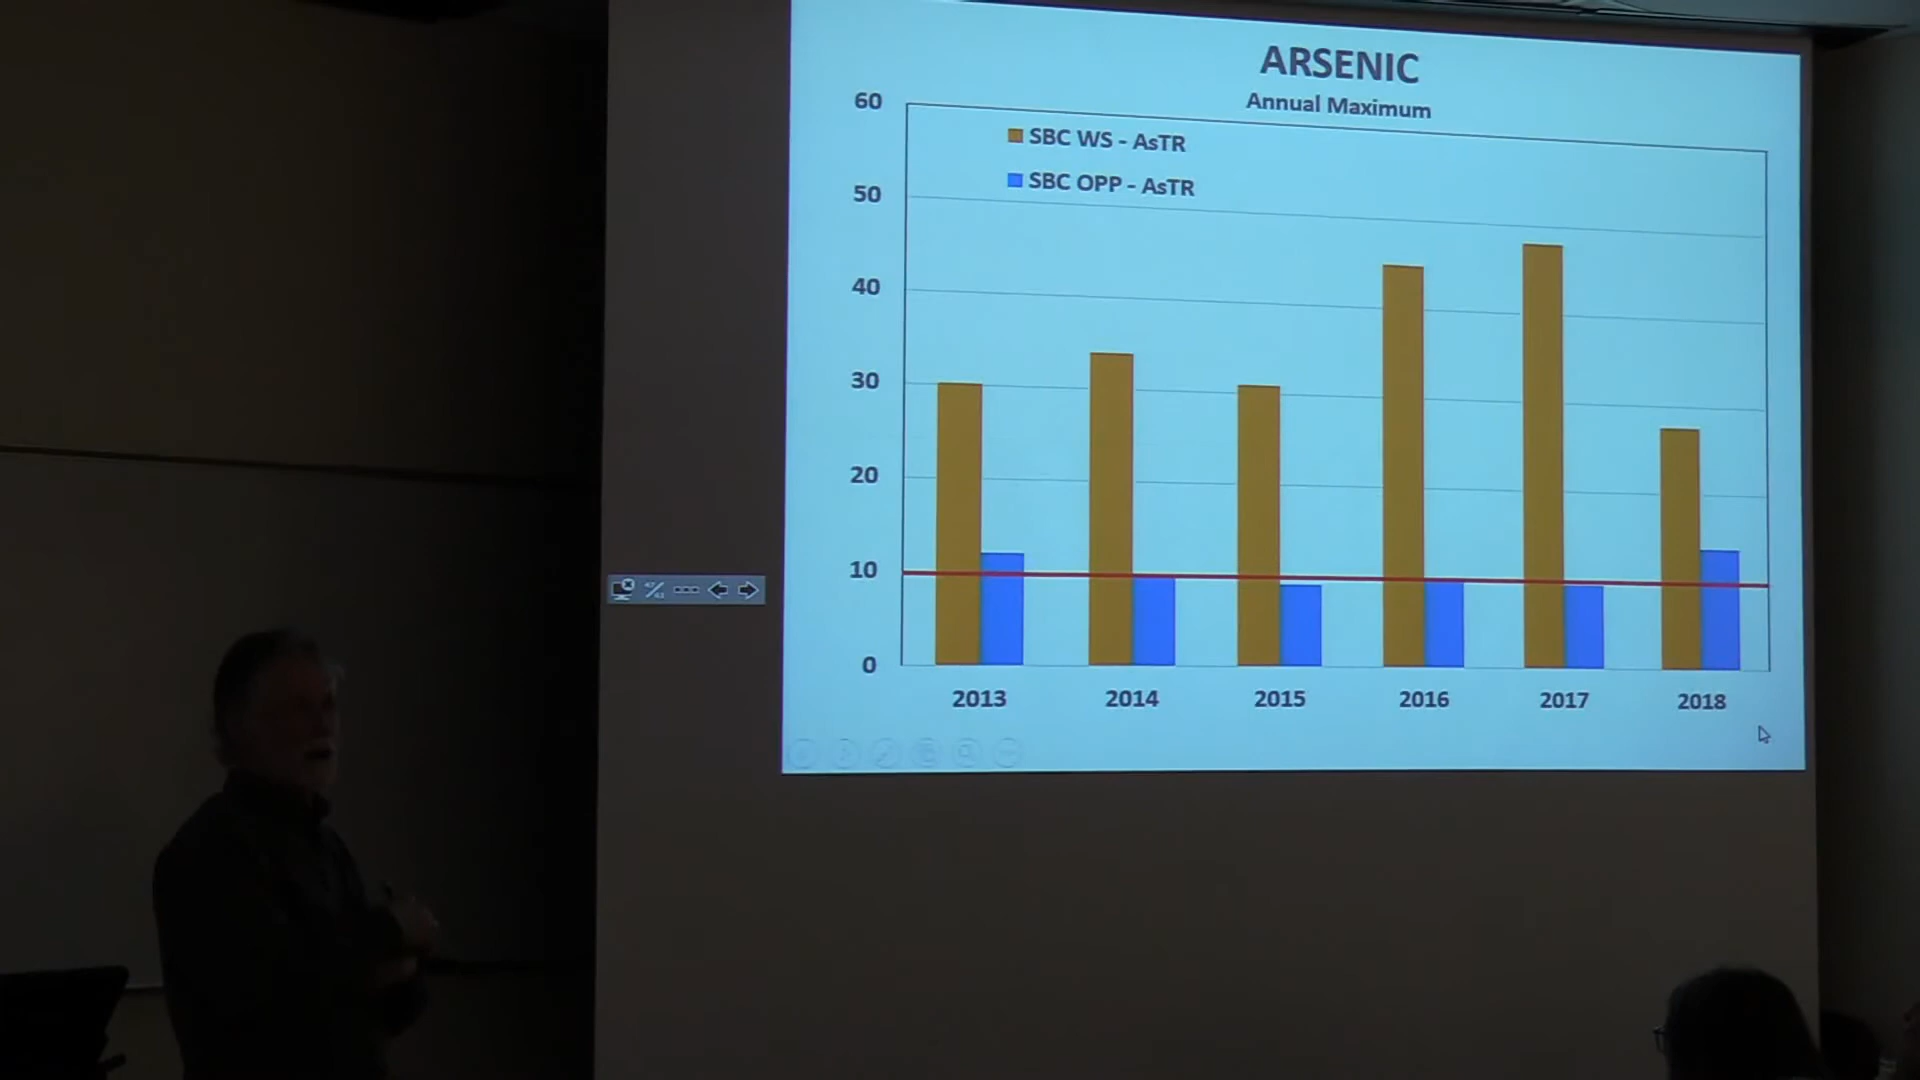 ARSENIC
Annual Maximum
SBC WS - AsTR
SBC OPP - AsTR
60
50
40
30
20
10
0
2013 2014 2015 2016 2017 2018